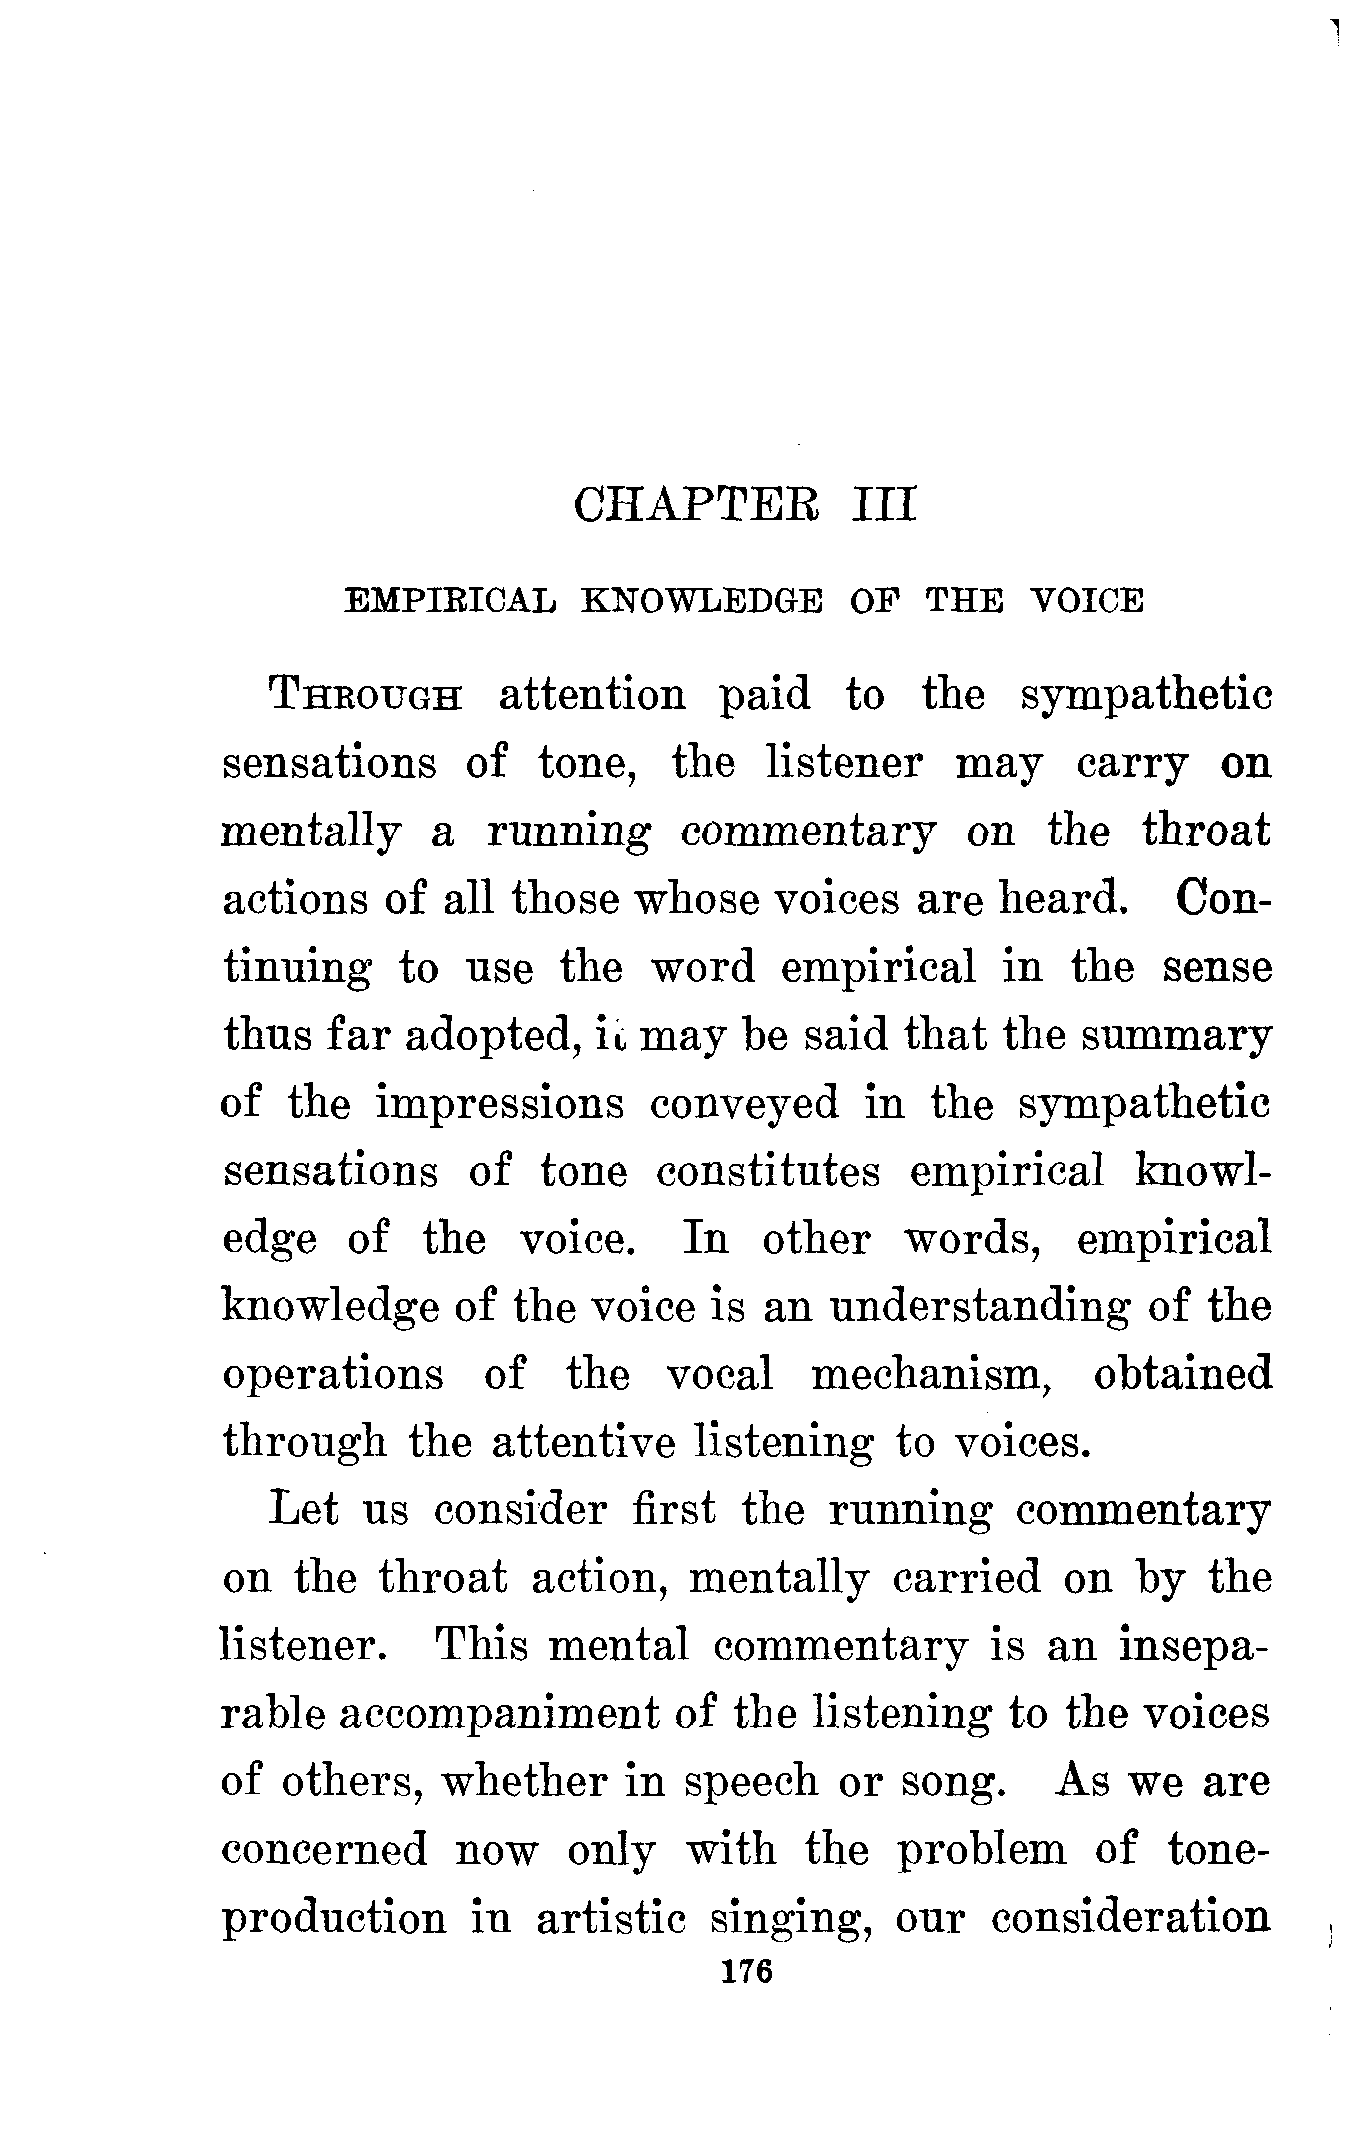 CHAPTER III
EMPIRICAL KNOWLEDGE OF THE VOICE
THROUGH attention paid to the sympathetic
sensations of tone, the listener may carry on
mentally a running commentary on the throat
actions of all those whose voices are heard. Con-
tinuing to use the word empirical in the sense
thus far adopted, it may be said that the summary
of the impressions conveyed in the sympathetic
sensations of tone constitutes empirical knowl-
edge of the voice. In other words, empirical
knowledge of the voice is an understanding of the
operations of the vocal mechanism, obtained
through the attentive listening to voices.
Let us consider first the running commentary
on the throat action, mentally carried on by the
listener. This mental commentary is an insepa-
rable accompaniment of the listening to the voices
of others, whether in speech or song. As we are
concerned now only with the problem of tone-
production in artistic singing, our consideration
176